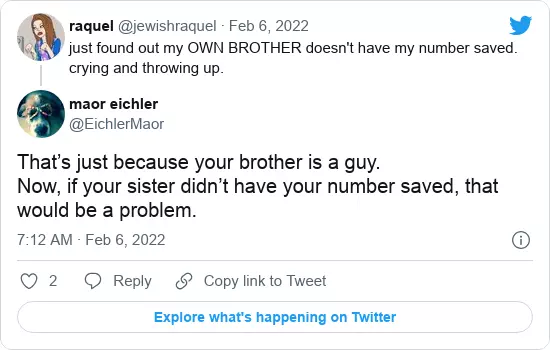 raquel @jewishraquel · Feb 6, 2022
just found out my OWN BROTHER doesn't have my number saved.
crying and throwing up.
maor eichler
@EichlerMaor
That’s just because your brother is a guy.
Now, if your sister didn’t have your number saved, that
would be a problem.
7:12 AM · Feb 6, 2022
2 Reply Copy link to Tweet
Explore what's happening on Twitter